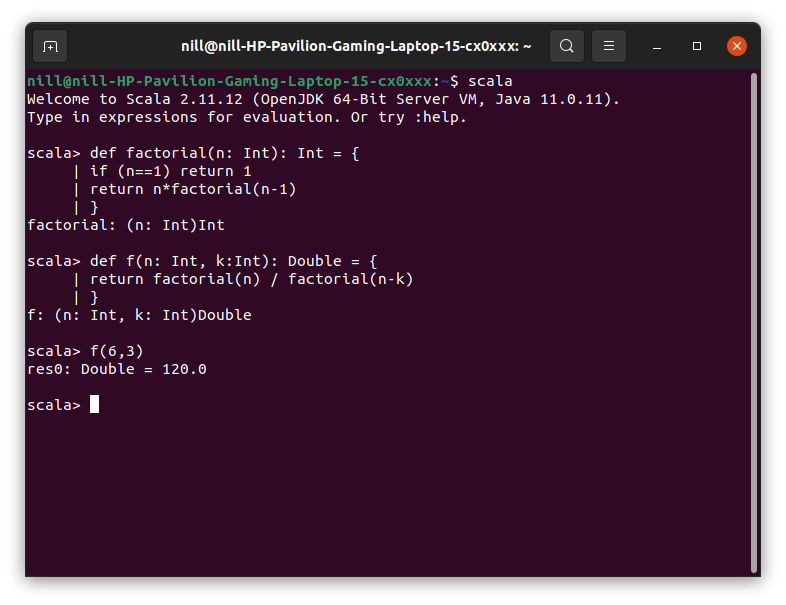 nill@nill-HP-Pavilion-Gaming-Laptop-15-cx0xxx: ~
nill@nill-HP-Pavilion-Gaming-Laptop-15-cx0xxx:~$ scala
Welcome to Scala 2.11.12 (OpenJDK 64-Bit Server VM, Java 11.0.11).
Type in expressions for evaluation. Or try :help.
scala> def factorial(n: Int): Int = {
     | if (n==1) return 1
     | return n*factorial(n-1)
     | }
factorial: (n: Int)Int
scala> def f(n: Int, k:Int): Double = {
     | return factorial(n) / factorial(n-k)
     | }
f: (n: Int, k: Int)Double
scala> f(6,3)
res0: Double = 120.0
scala>